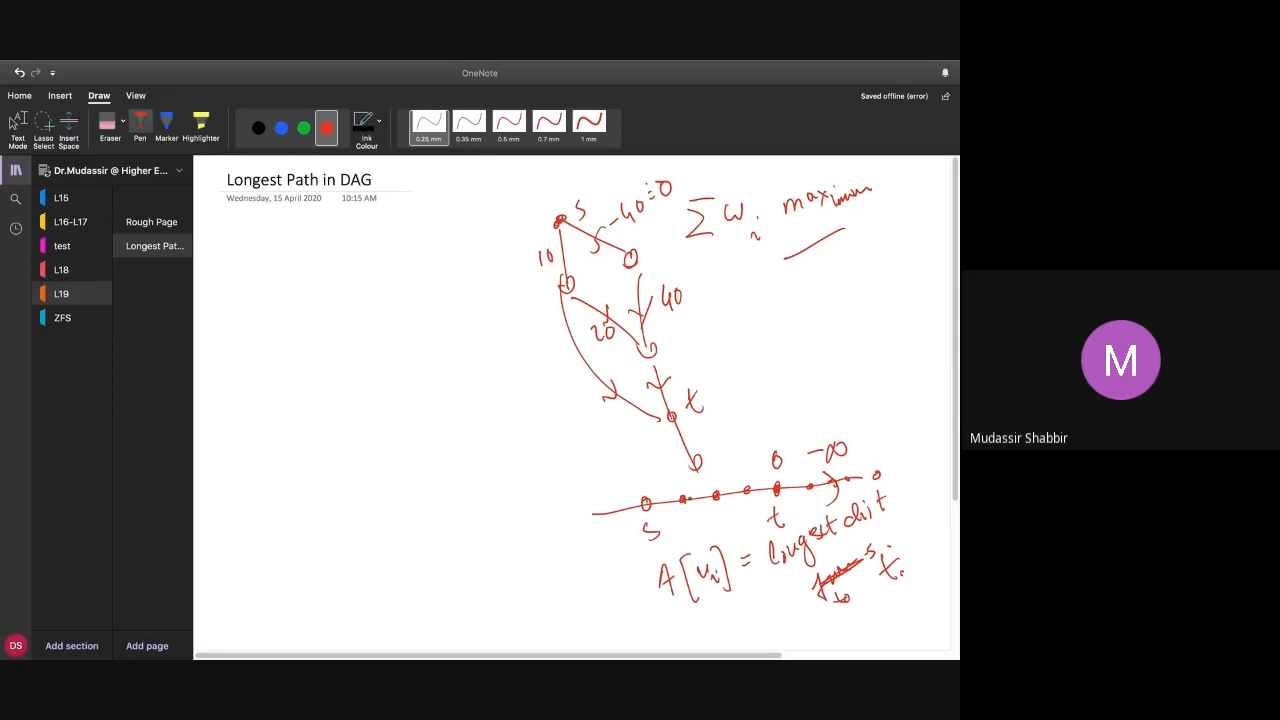 OneNote
Home Insert Draw View
Saved offline (error)
Text Mode
Lasso Select
Insert Space
Eraser
Pen
Marker
Highlighter
Ink Colour
0.25 mm
0.35 mm
0.5 mm
0.7 mm
1 mm
Dr.Mudassir @ Higher E...
L15
L16-L17
test
L18
L19
ZFS
Rough Page
Longest Pat...
Longest Path in DAG
Wednesday, 15 April 2020 10:15 AM
s
-40
Σ wi maximum
10
40
20
t
0 -∞
s t
A[vi] = longest dist
to t
DS
Add section
Add page
M
Mudassir Shabbir